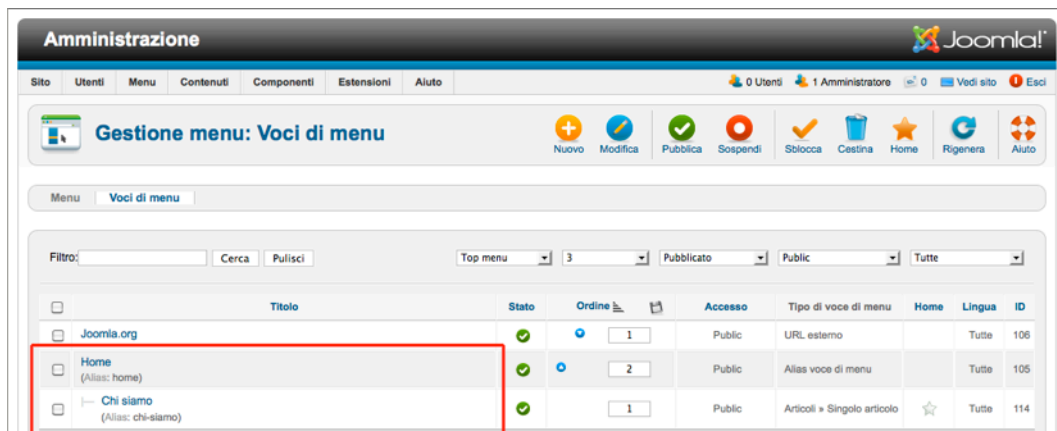 Amministrazione Joomla!
Sito Utenti Menu Contenuti Componenti Estensioni Aiuto 0 Utenti 1 Amministratore 0 Vedi sito Esci
Gestione menu: Voci di menu
Nuovo Modifica Pubblica Sospendi Sblocca Cestina Home Rigenera Aiuto
Menu Voci di menu
Filtro: Cerca Pulisci Top menu 3 Pubblicato Public Tutte
Titolo Stato Ordine Accesso Tipo di voce di menu Home Lingua ID
Joomla.org 1 Public URL esterno Tutte 106
Home
(Alias: home) 2 Public Alias voce di menu Tutte 105
Chi siamo
(Alias: chi-siamo) 1 Public Articoli » Singolo articolo Tutte 114